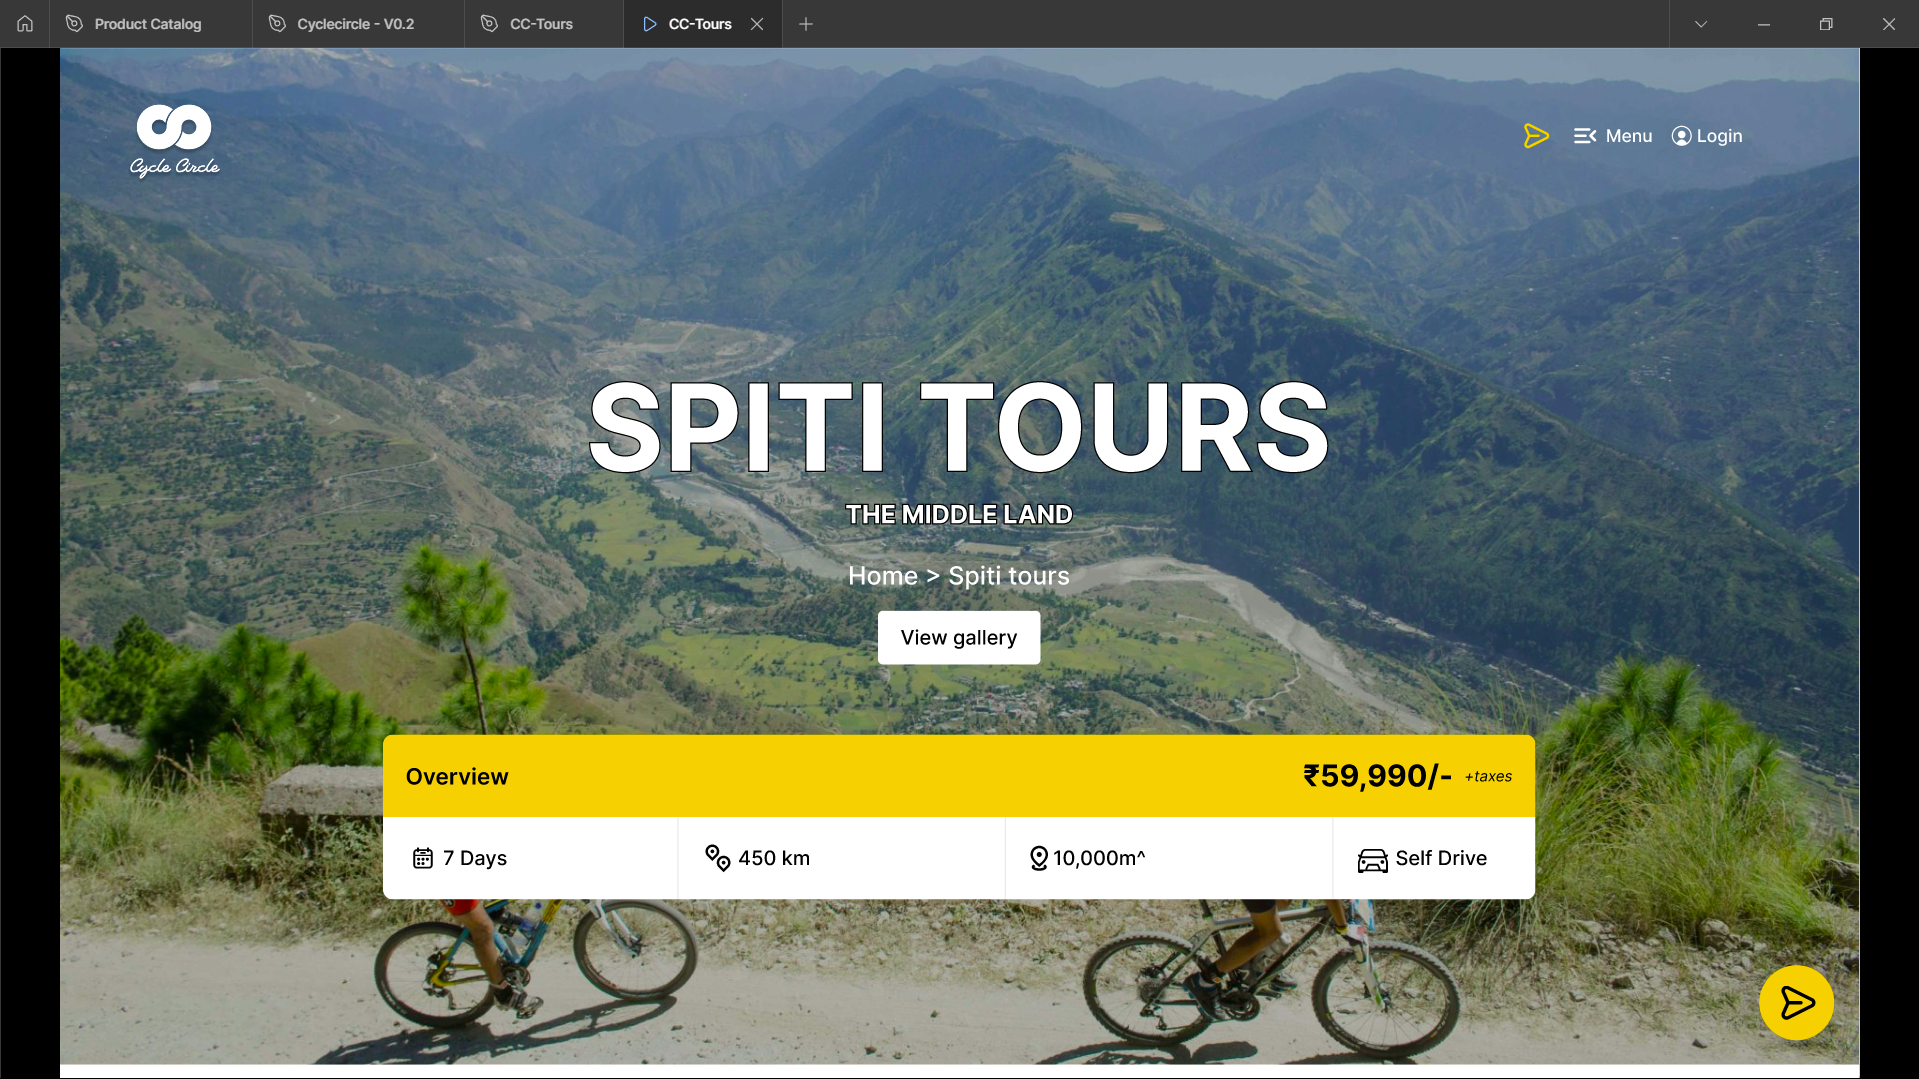 Product Catalog
Cyclecircle - V0.2
CC-Tours
CC-Tours
Cycle Circle
Menu
Login
SPITI TOURS
THE MIDDLE LAND
Home > Spiti tours
View gallery
Overview
₹59,990/- +taxes
7 Days
450 km
10,000m^
Self Drive